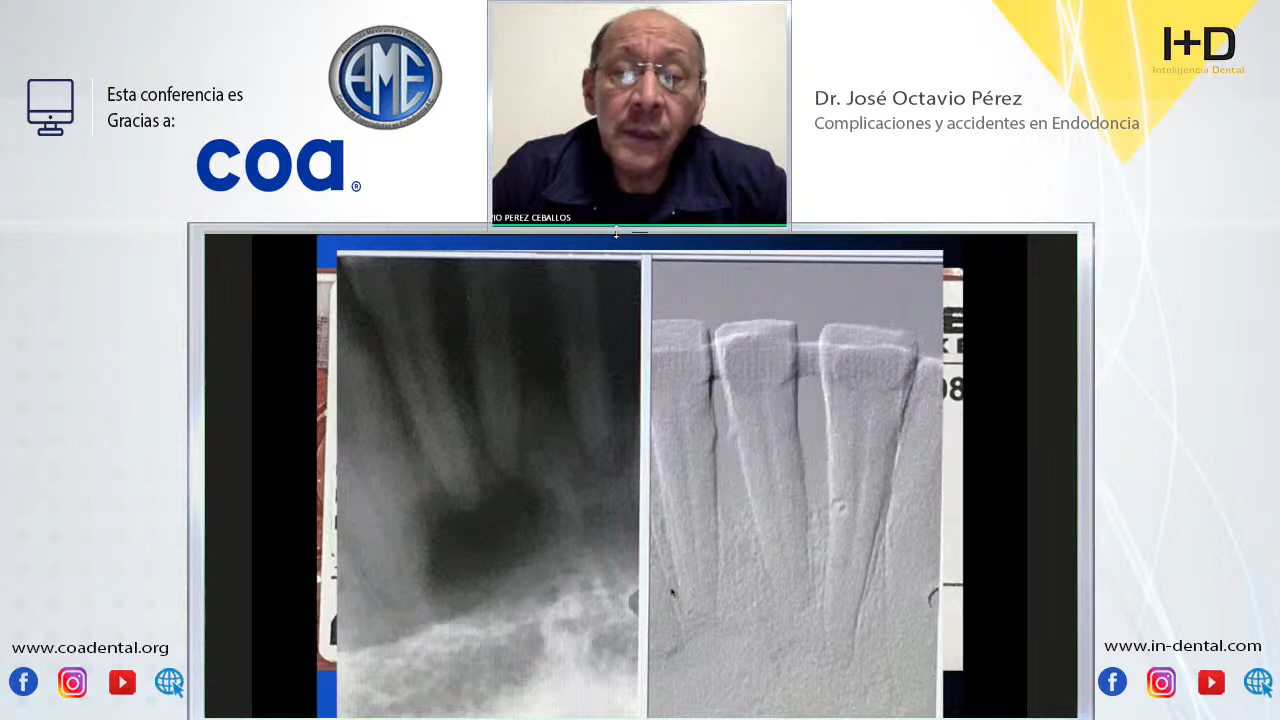 Esta conferencia es
Gracias a:
AME
coa®
IO PEREZ CEBALLOS
I+D
Inteligencia Dental
Dr. José Octavio Pérez
Complicaciones y accidentes en Endodoncia
www.coadental.org
www.in-dental.com